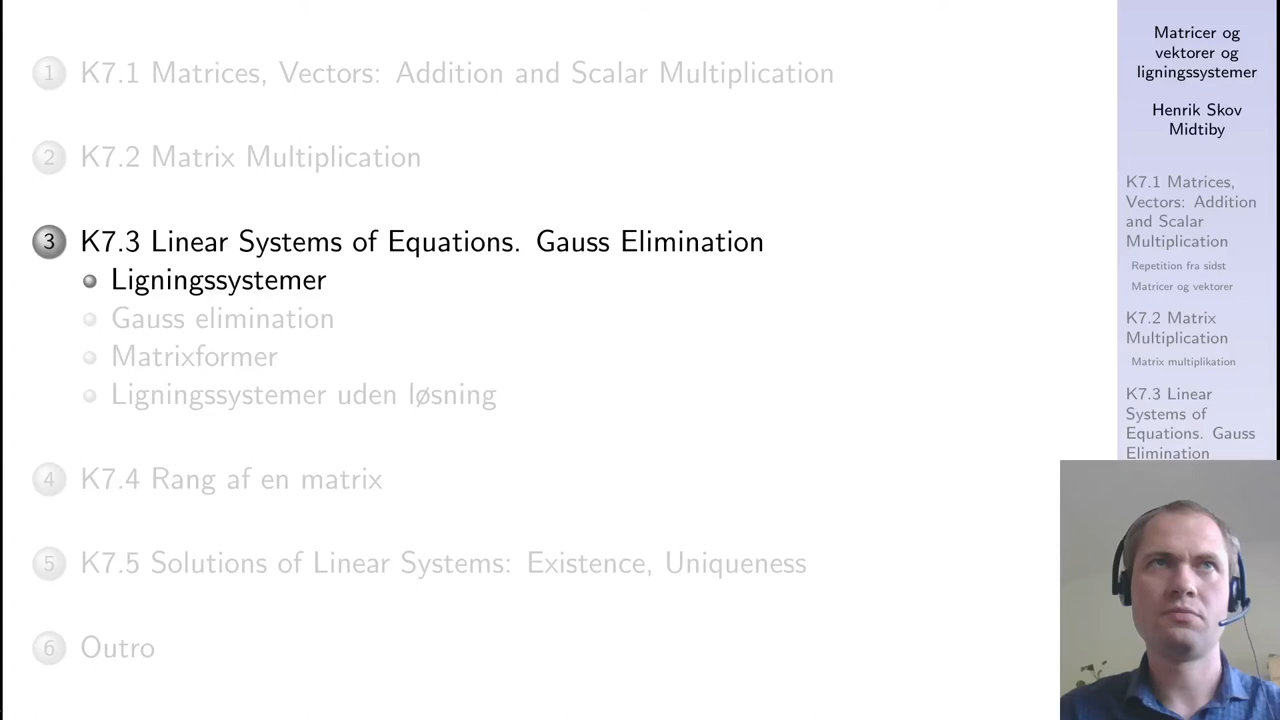 1 K7.1 Matrices, Vectors: Addition and Scalar Multiplication
2 K7.2 Matrix Multiplication
3 K7.3 Linear Systems of Equations. Gauss Elimination
Ligningssystemer
Gauss elimination
Matrixformer
Ligningssystemer uden løsning
4 K7.4 Rang af en matrix
5 K7.5 Solutions of Linear Systems: Existence, Uniqueness
6 Outro
Matricer og
vektorer og
ligningssystemer
Henrik Skov
Midtiby
K7.1 Matrices,
Vectors: Addition
and Scalar
Multiplication
Repetition fra sidst
Matricer og vektorer
K7.2 Matrix
Multiplication
Matrix multiplikation
K7.3 Linear
Systems of
Equations. Gauss
Elimination